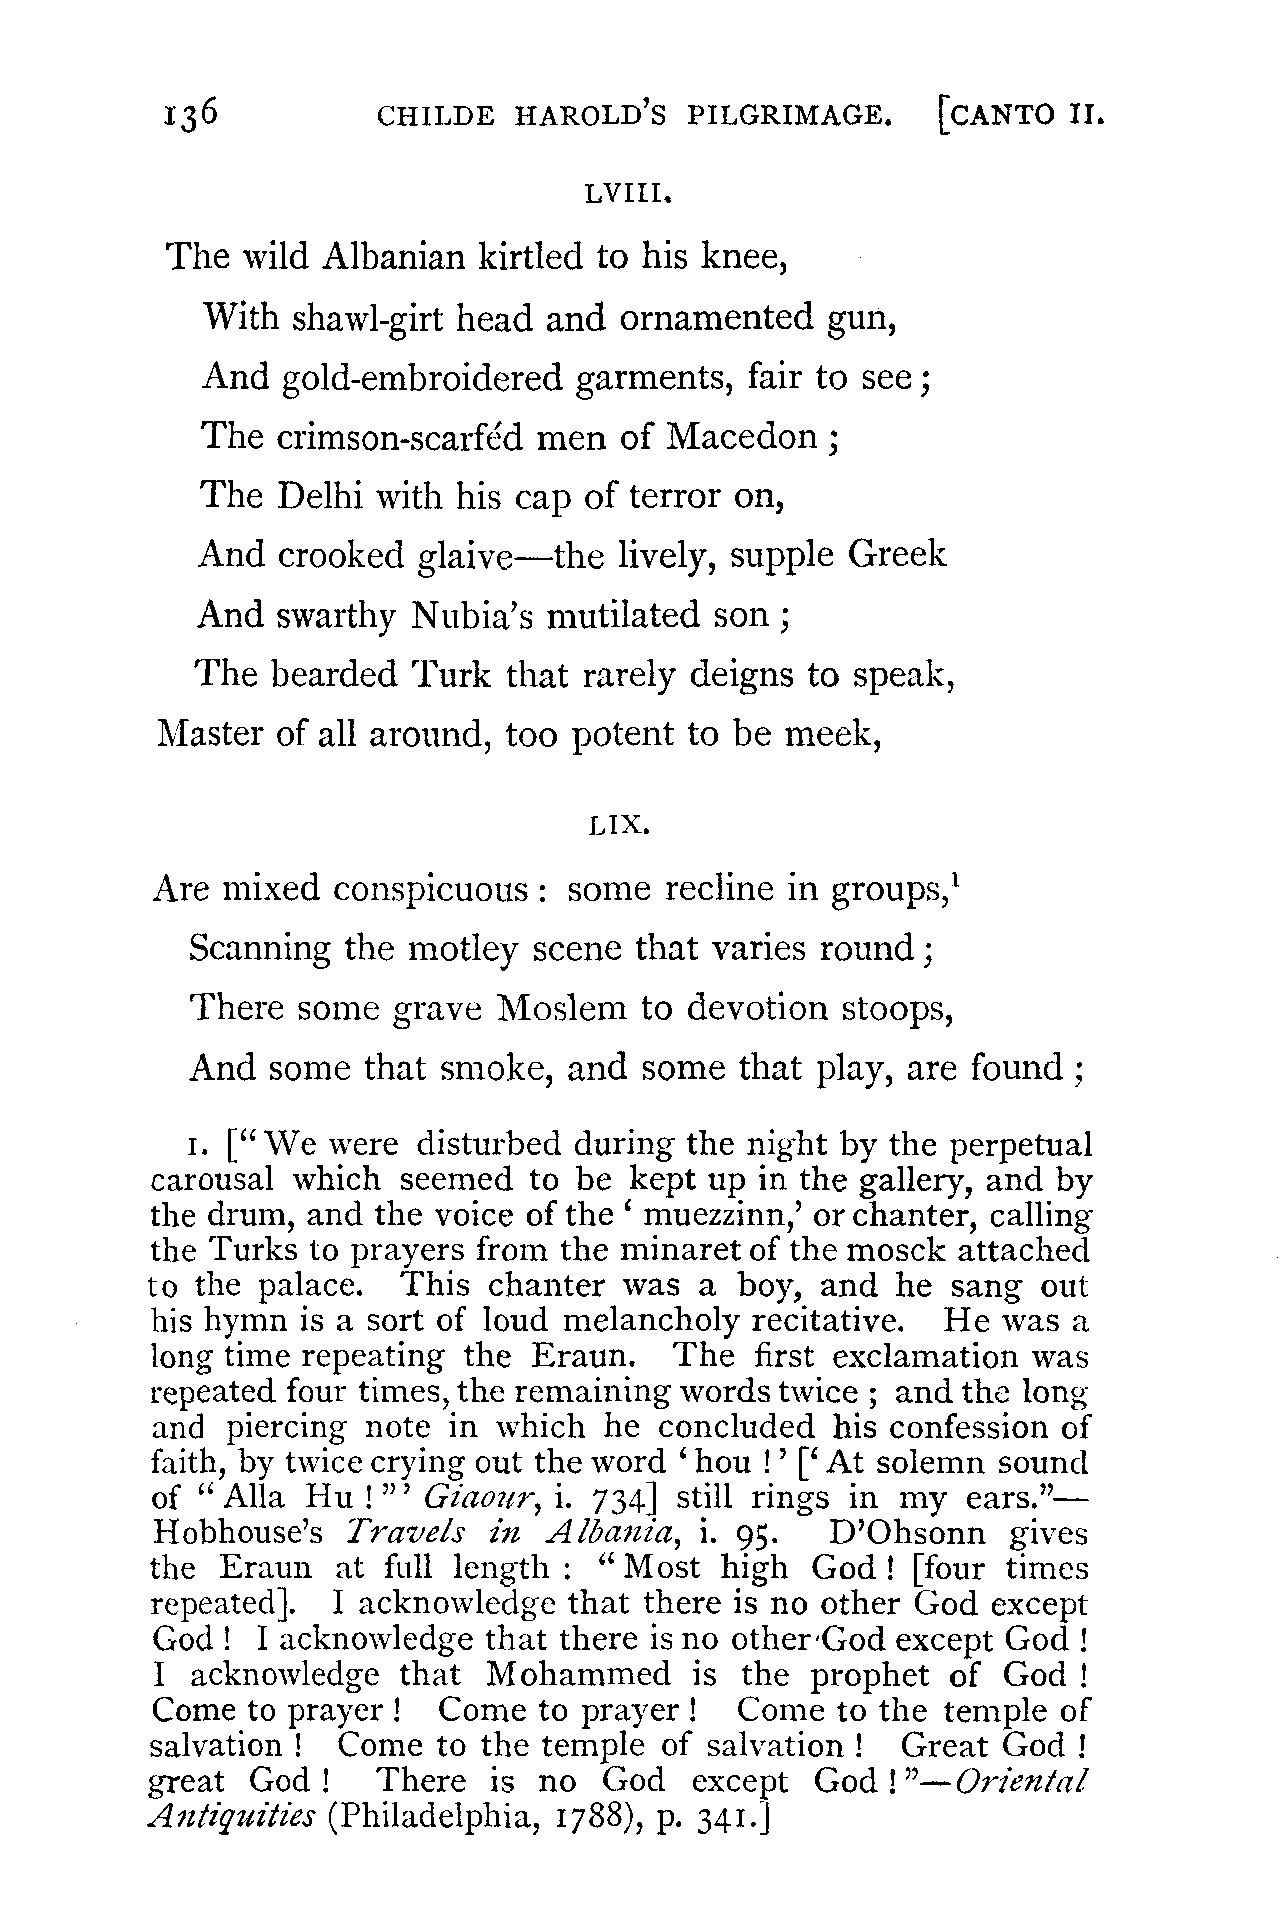 136 CHILDE HAROLD'S PILGRIMAGE. [CANTO II.
LVIII.
The wild Albanian kirtled to his knee,
With shawl-girt head and ornamented gun,
And gold-embroidered garments, fair to see ;
The crimson-scarféd men of Macedon ;
The Delhi with his cap of terror on,
And crooked glaive—the lively, supple Greek
And swarthy Nubia's mutilated son ;
The bearded Turk that rarely deigns to speak,
Master of all around, too potent to be meek,
LIX.
Are mixed conspicuous : some recline in groups,¹
Scanning the motley scene that varies round ;
There some grave Moslem to devotion stoops,
And some that smoke, and some that play, are found ;
1. [“We were disturbed during the night by the perpetual
carousal which seemed to be kept up in the gallery, and by
the drum, and the voice of the ‘muezzinn,’ or chanter, calling
the Turks to prayers from the minaret of the mosck attached
to the palace. This chanter was a boy, and he sang out
his hymn is a sort of loud melancholy recitative. He was a
long time repeating the Eraun. The first exclamation was
repeated four times, the remaining words twice ; and the long
and piercing note in which he concluded his confession of
faith, by twice crying out the word ‘hou !’ [‘At solemn sound
of “Alla Hu !”’ Giaour, i. 734] still rings in my ears.”—
Hobhouse's Travels in Albania, i. 95. D'Ohsonn gives
the Eraun at full length : “Most high God ! [four times
repeated]. I acknowledge that there is no other God except
God ! I acknowledge that there is no other God except God !
I acknowledge that Mohammed is the prophet of God !
Come to prayer ! Come to prayer ! Come to the temple of
salvation ! Come to the temple of salvation ! Great God !
great God ! There is no God except God !”—Oriental
Antiquities (Philadelphia, 1788), p. 341.]